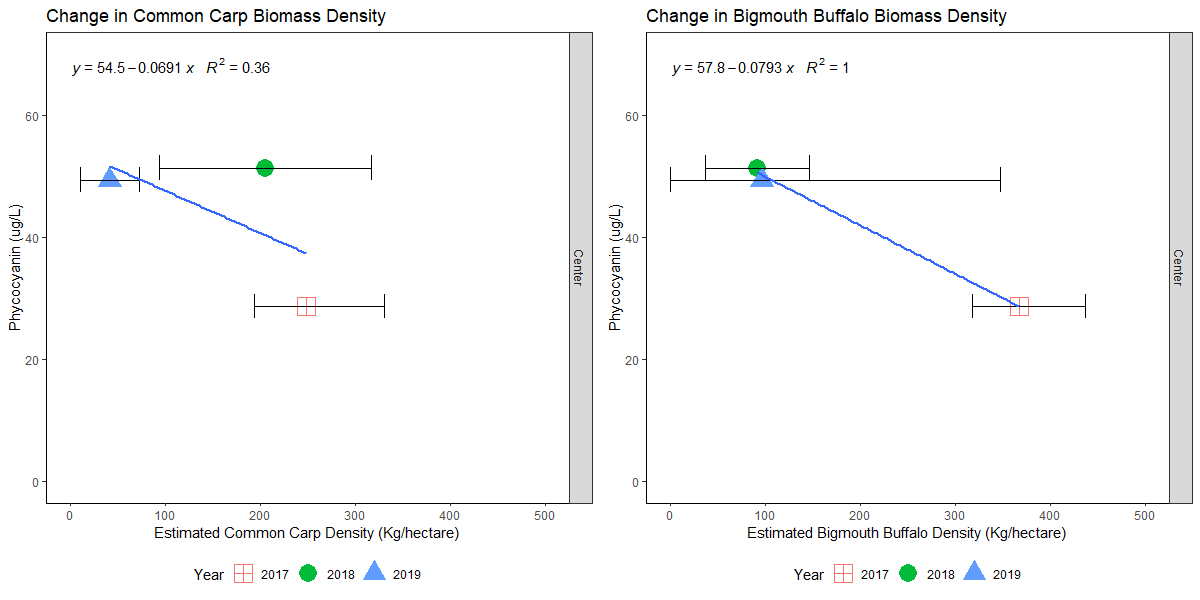 Change in Common Carp Biomass Density
y = 54.5 − 0.0691 x R² = 0.36
60
40
20
0
Phycocyanin (ug/L)
Center
0 100 200 300 400 500
Estimated Common Carp Density (Kg/hectare)
Year 2017 2018 2019
Change in Bigmouth Buffalo Biomass Density
y = 57.8 − 0.0793 x R² = 1
60
40
20
0
Phycocyanin (ug/L)
Center
0 100 200 300 400 500
Estimated Bigmouth Buffalo Density (Kg/hectare)
Year 2017 2018 2019